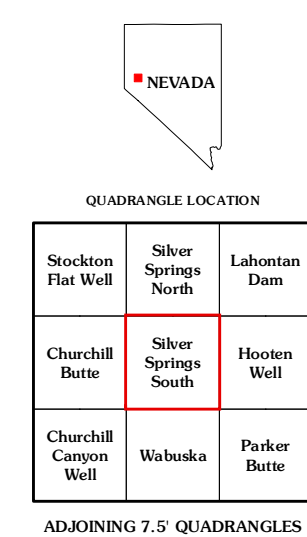 NEVADA
QUADRANGLE LOCATION
Stockton
Flat Well
Silver
Springs
North
Lahontan
Dam
Churchill
Butte
Silver
Springs
South
Hooten
Well
Churchill
Canyon
Well
Wabuska
Parker
Butte
ADJOINING 7.5' QUADRANGLES